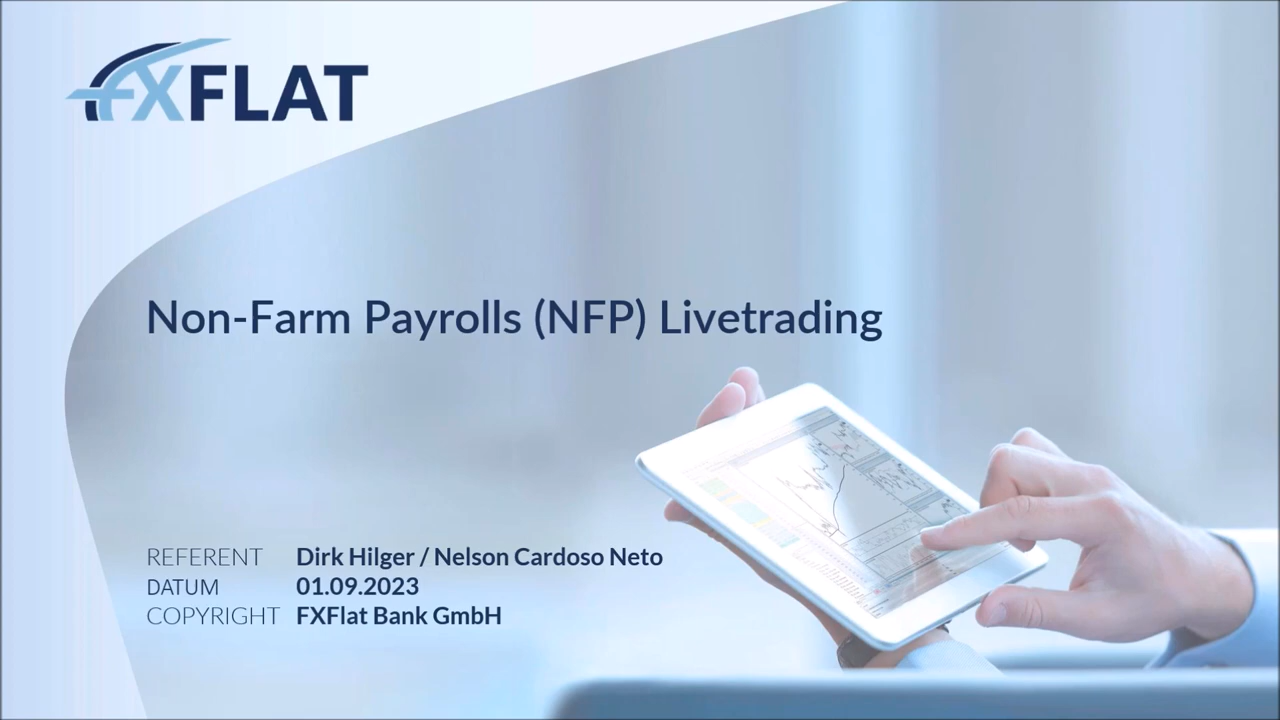 FXFLAT
Non-Farm Payrolls (NFP) Livetrading
REFERENT Dirk Hilger / Nelson Cardoso Neto
DATUM 01.09.2023
COPYRIGHT FXFlat Bank GmbH